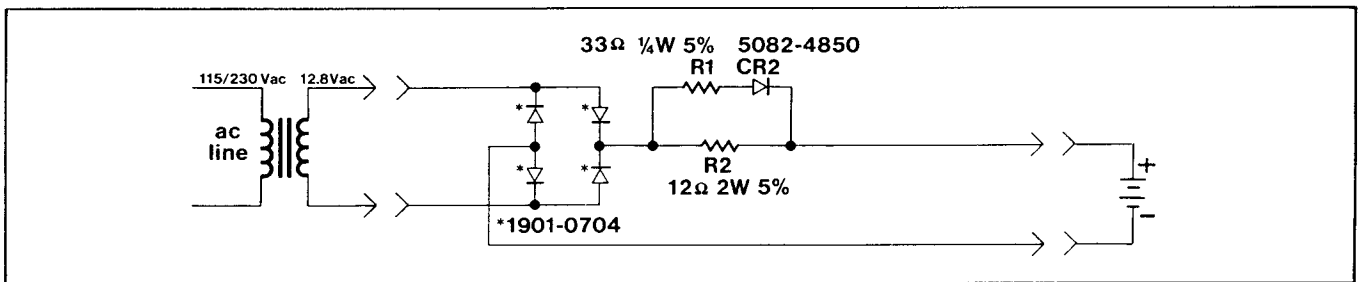 33Ω ¼W 5% 5082-4850
R1 CR2
115/230 Vac 12.8Vac
ac
line
*
*
*
*
R2
12Ω 2W 5%
*1901-0704
+
-